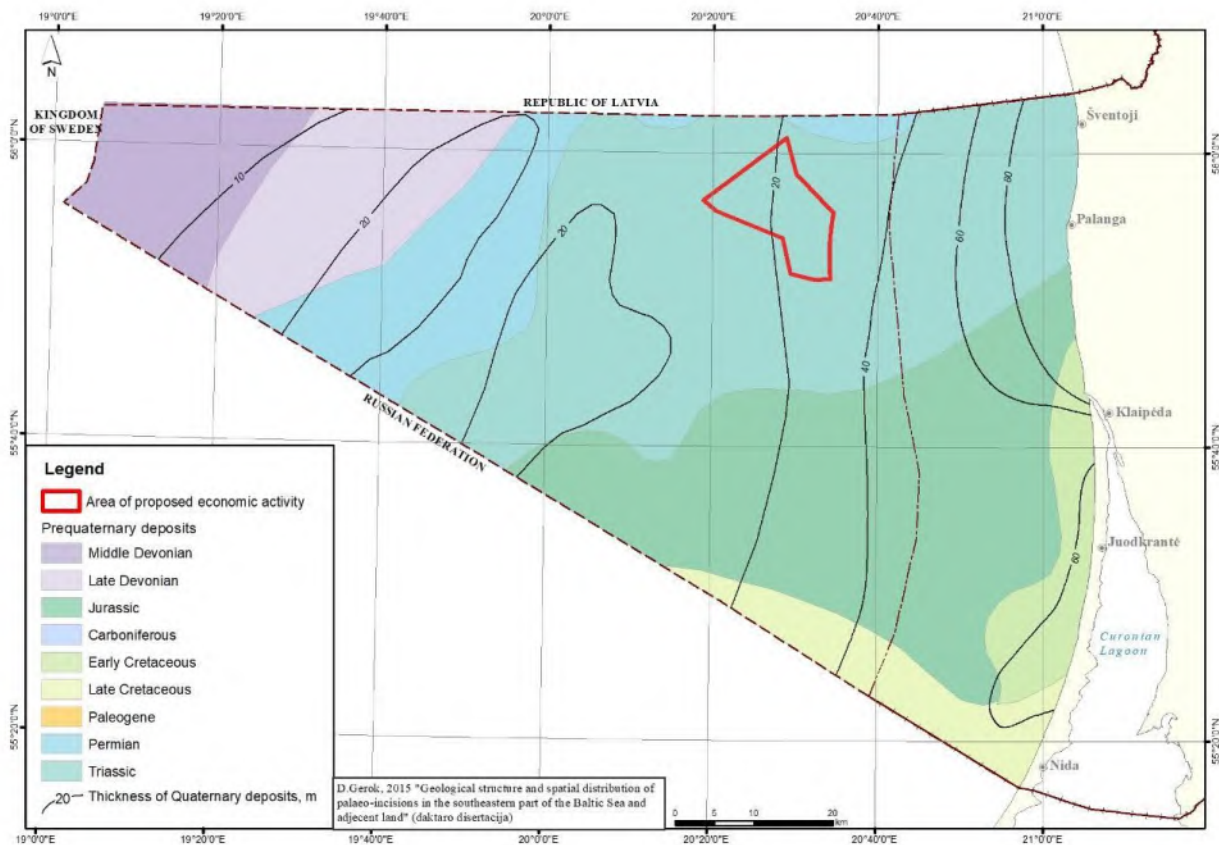 19°0'0"E
19°20'0"E
19°40'0"E
20°0'0"E
20°20'0"E
20°40'0"E
21°0'0"E
N
KINGDOM
OF SWEDEN
REPUBLIC OF LATVIA
Šventoji
56°0'0"N
56°0'0"N
10
20
20
20
60
80
Palanga
40
Klaipėda
RUSSIAN FEDERATION
55°40'0"N
55°40'0"N
Juodkrantė
60
Curonian
Lagoon
55°20'0"N
55°20'0"N
Nida
Legend
Area of proposed economic activity
Prequaternary deposits
Middle Devonian
Late Devonian
Jurassic
Carboniferous
Early Cretaceous
Late Cretaceous
Paleogene
Permian
Triassic
20 Thickness of Quaternary deposits, m
D.Gerok, 2015 "Geological structure and spatial distribution of
palaeo-incisions in the southeastern part of the Baltic Sea and
adjecent land" (daktaro disertacija)
0 5 10 20
km
19°0'0"E
19°20'0"E
20°0'0"E
20°20'0"E
20°40'0"E
21°0'0"E